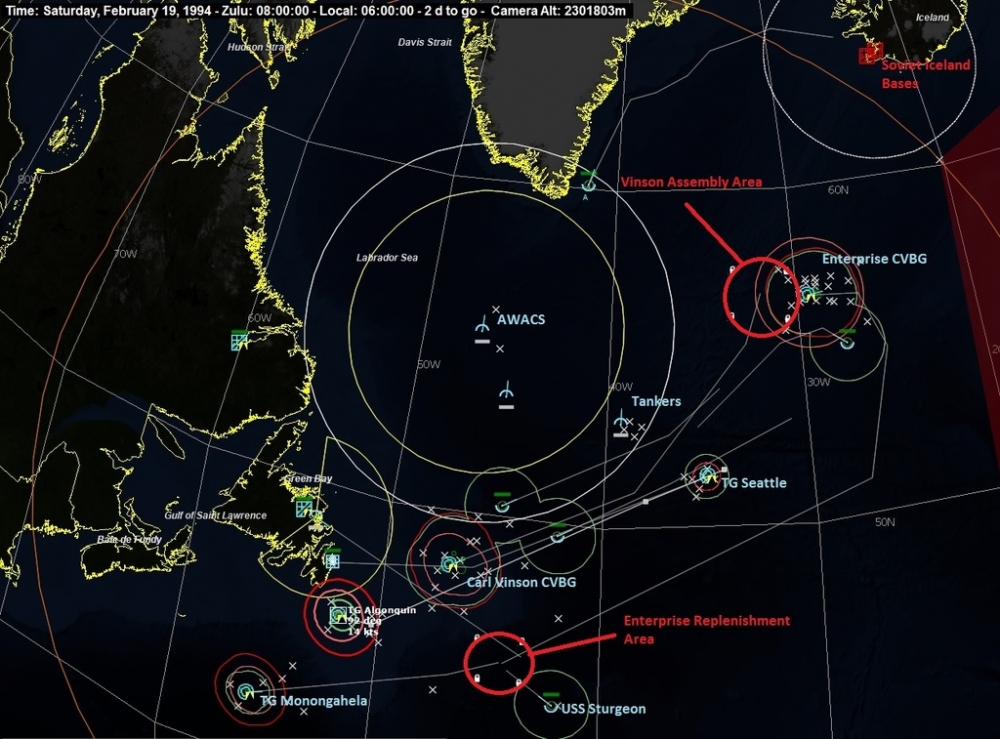 Time: Saturday, February 19, 1994 - Zulu: 08:00:00 - Local: 06:00:00 - 2 d to go - Camera Alt: 2301803m
Iceland
Hudson Strait
Davis Strait
Soviet Iceland
Bases
80W
Vinson Assembly Area
60N
70W
Labrador Sea
Enterprise CVBG
60W
AWACS
50W
40W
30W
Tankers
Green Bay
TG Seattle
Gulf of Saint Lawrence
50N
Baie de Fundy
Carl Vinson CVBG
TG Algonquin
92 deg
14 kts
Enterprise Replenishment
Area
TG Monongahela
USS Sturgeon